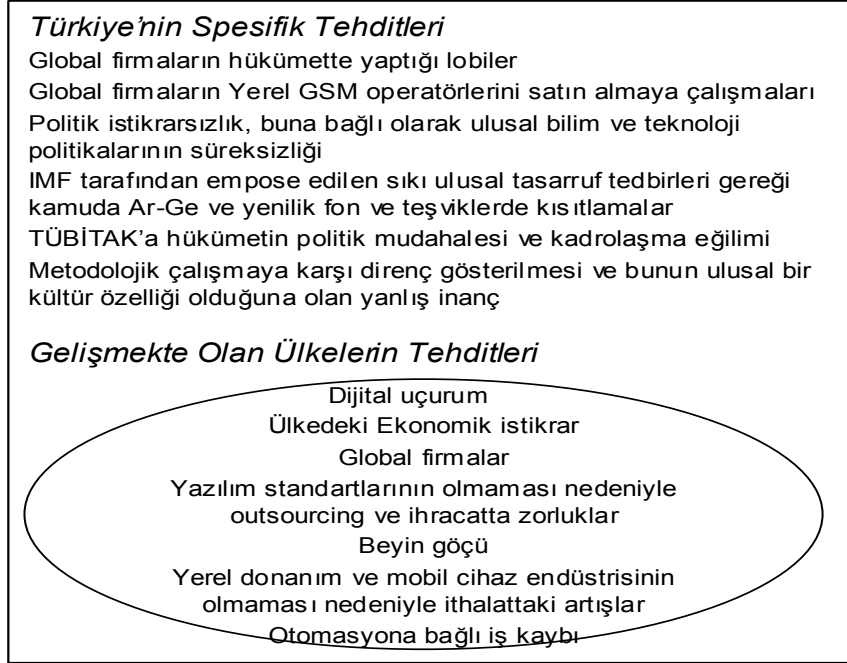 Türkiye'nin Spesifik Tehditleri
Global firmaların hükümette yaptığı lobiler
Global firmaların Yerel GSM operatörlerini satın almaya çalışmaları
Politik istikrarsızlık, buna bağlı olarak ulusal bilim ve teknoloji
politikalarının süreksizliği
IMF tarafından empose edilen sıkı ulusal tasarruf tedbirleri gereği
kamuda Ar-Ge ve yenilik fon ve teşviklerde kısıtlamalar
TÜBİTAK'a hükümetin politik mudahalesi ve kadrolaşma eğilimi
Metodolojik çalışmaya karşı direnç gösterilmesi ve bunun ulusal bir
kültür özelliği olduğuna olan yanlış inanç
Gelişmekte Olan Ülkelerin Tehditleri
Dijital uçurum
Ülkedeki Ekonomik istikrar
Global firmalar
Yazılım standartlarının olmaması nedeniyle
outsourcing ve ihracatta zorluklar
Beyin göçü
Yerel donanım ve mobil cihaz endüstrisinin
olmaması nedeniyle ithalattaki artışlar
Otomasyona bağlı iş kaybı